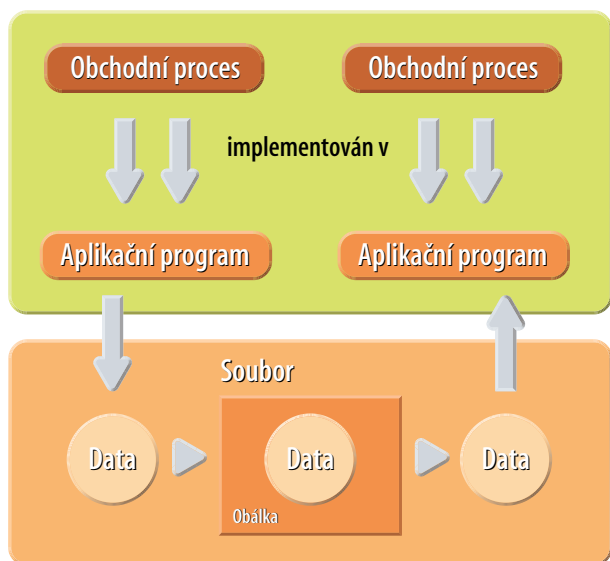 Obchodní proces
Obchodní proces
implementován v
Aplikační program
Aplikační program
Soubor
Data
Data
Data
Obálka